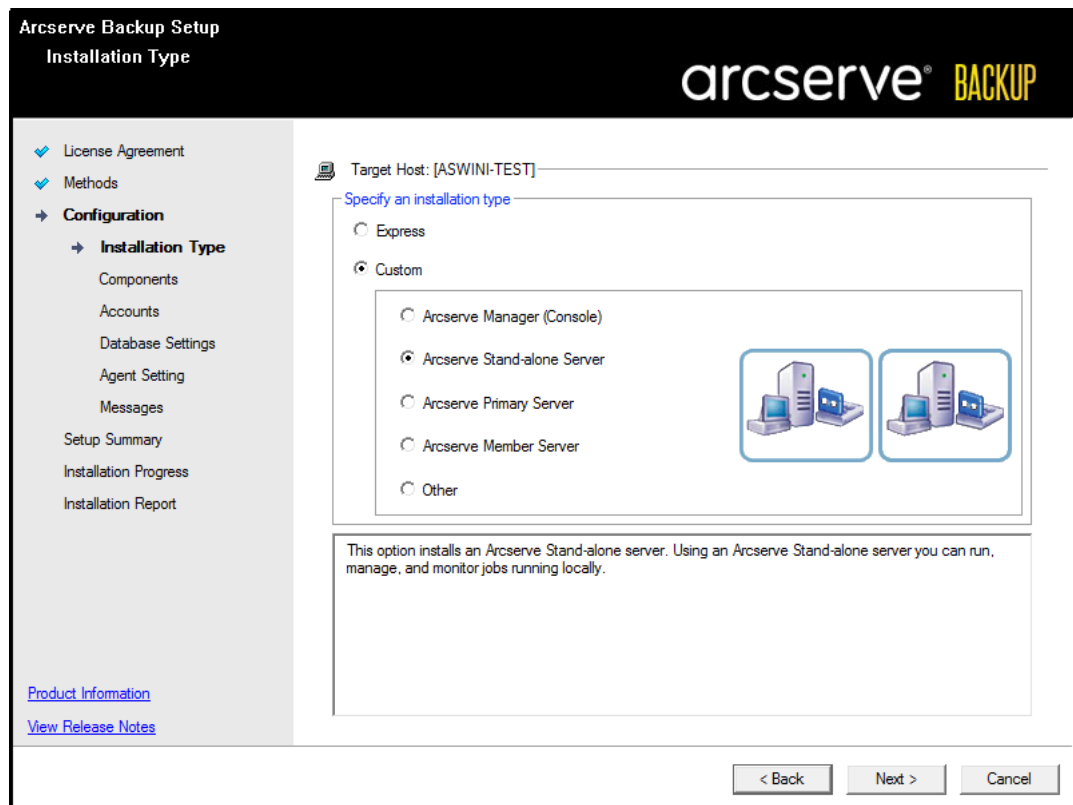 Arcserve Backup Setup
Installation Type
arcserve® BACKUP
License Agreement
Methods
Configuration
Installation Type
Components
Accounts
Database Settings
Agent Setting
Messages
Setup Summary
Installation Progress
Installation Report
Product Information
View Release Notes
Target Host: [ASWINI-TEST]
Specify an installation type
Express
Custom
Arcserve Manager (Console)
Arcserve Stand-alone Server
Arcserve Primary Server
Arcserve Member Server
Other
This option installs an Arcserve Stand-alone server. Using an Arcserve Stand-alone server you can run,
manage, and monitor jobs running locally.
< Back
Next >
Cancel